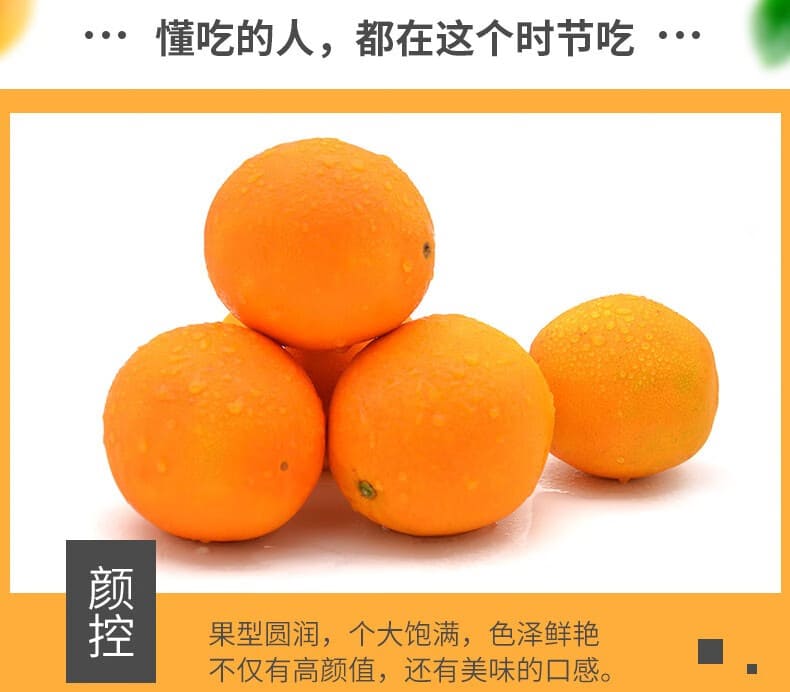 ··· 懂吃的人，都在这个时节吃 ···
颜
控
果型圆润，个大饱满，色泽鲜艳
不仅有高颜值，还有美味的口感。